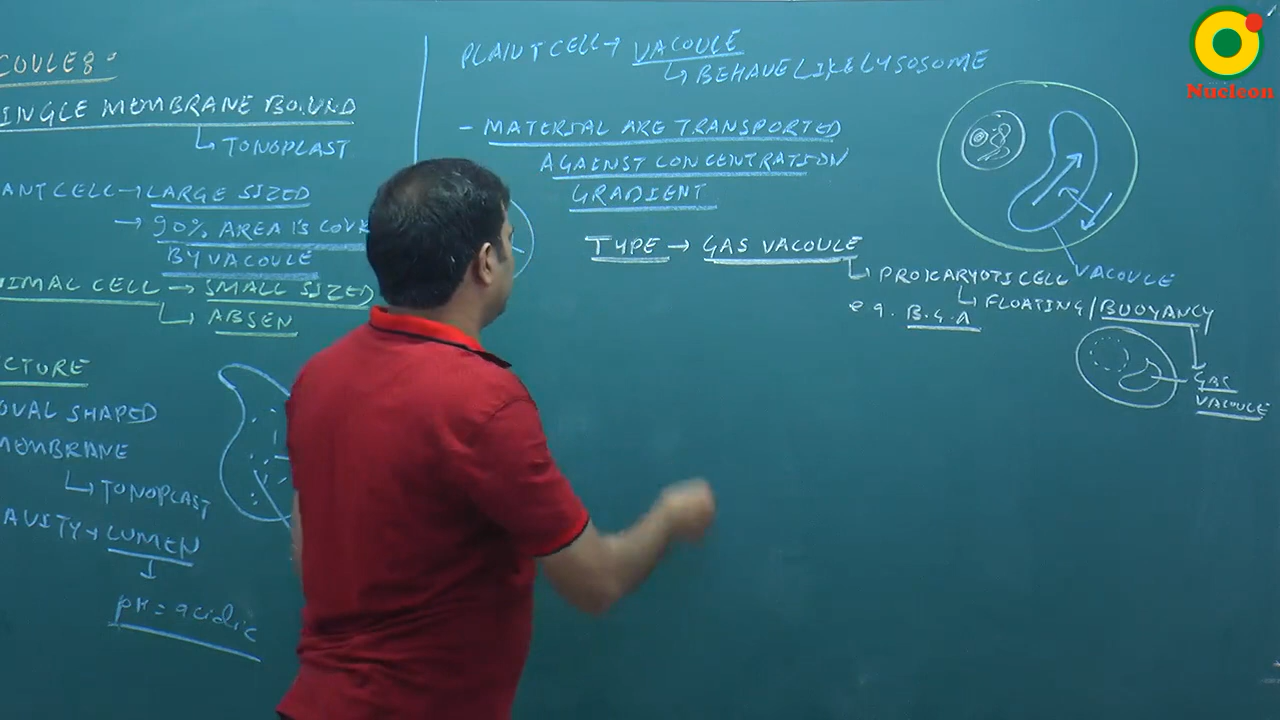 COULES
INGLE MEMBRANE BOUND
TONOPLAST
ANT CELL → LARGE SIZED
→ 90% AREA IS COVE
BY VACOULE
IMAL CELL → SMALL SIZED
ABSEN
CTURE
OVAL SHAPED
MEMBRANE
TONOPLAST
AVITY → LUMEN
pH = acidic
PLANT CELL → VACOULE
BEHAVE LIKE LYSOSOME
- MATERIAL ARE TRANSPORTED
AGAINST CONCENTRATION
GRADIENT
TYPE → GAS VACOULE
PROKARYOTIC CELL
FLOATING / BUOYANCY
e.g. B.G.A
VACOULE
GAS
VACOULE
Nucleon